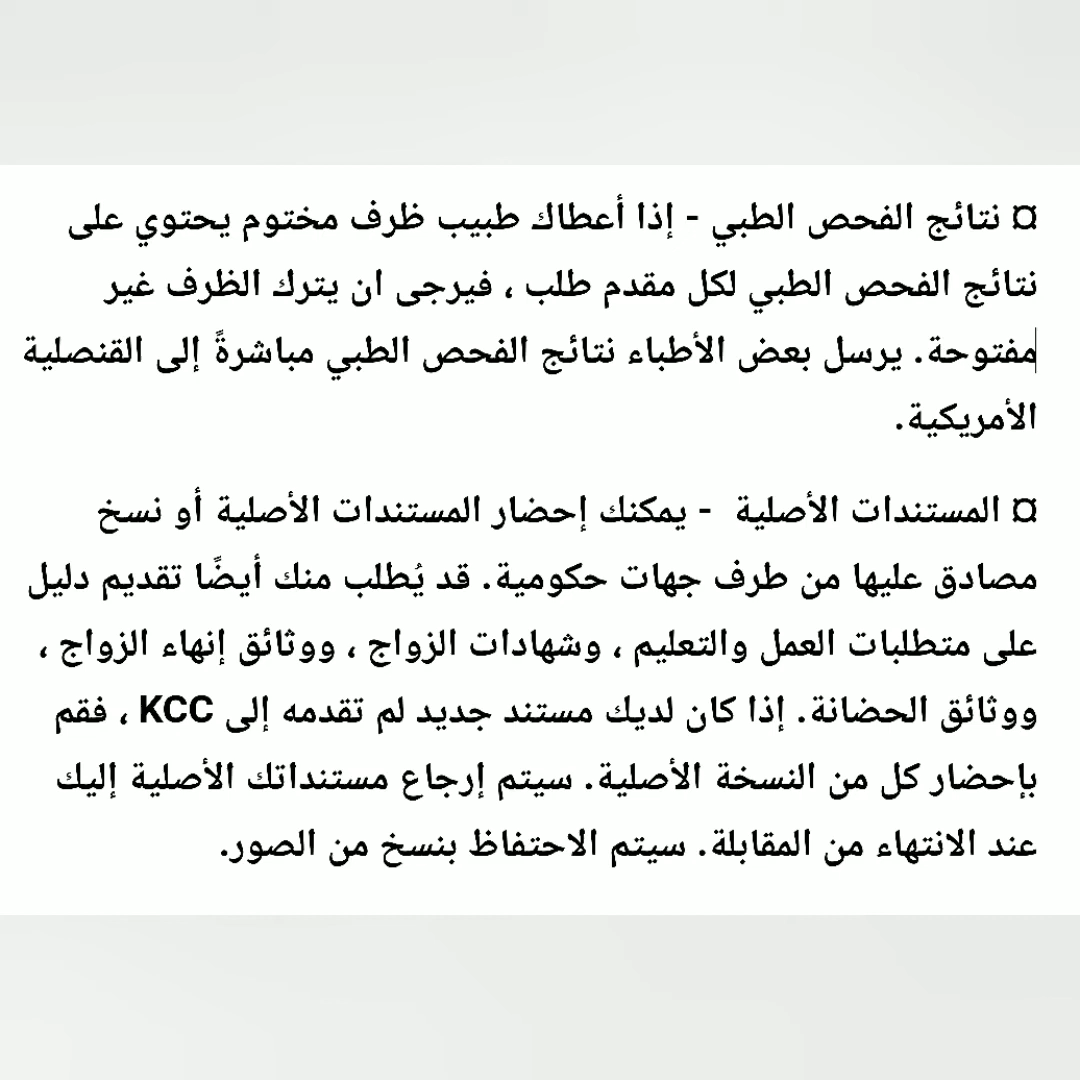 ¤ نتائج الفحص الطبي - إذا أعطاك طبيب ظرف مختوم يحتوي على
نتائج الفحص الطبي لكل مقدم طلب ، فيرجى ان يترك الظرف غير
مفتوحة. يرسل بعض الأطباء نتائج الفحص الطبي مباشرةً إلى القنصلية
الأمريكية.
¤ المستندات الأصلية - يمكنك إحضار المستندات الأصلية أو نسخ
مصادق عليها من طرف جهات حكومية. قد يُطلب منك أيضًا تقديم دليل
على متطلبات العمل والتعليم ، وشهادات الزواج ، ووثائق إنهاء الزواج ،
ووثائق الحضانة. إذا كان لديك مستند جديد لم تقدمه إلى KCC ، فقم
بإحضار كل من النسخة الأصلية. سيتم إرجاع مستنداتك الأصلية إليك
عند الانتهاء من المقابلة. سيتم الاحتفاظ بنسخ من الصور.